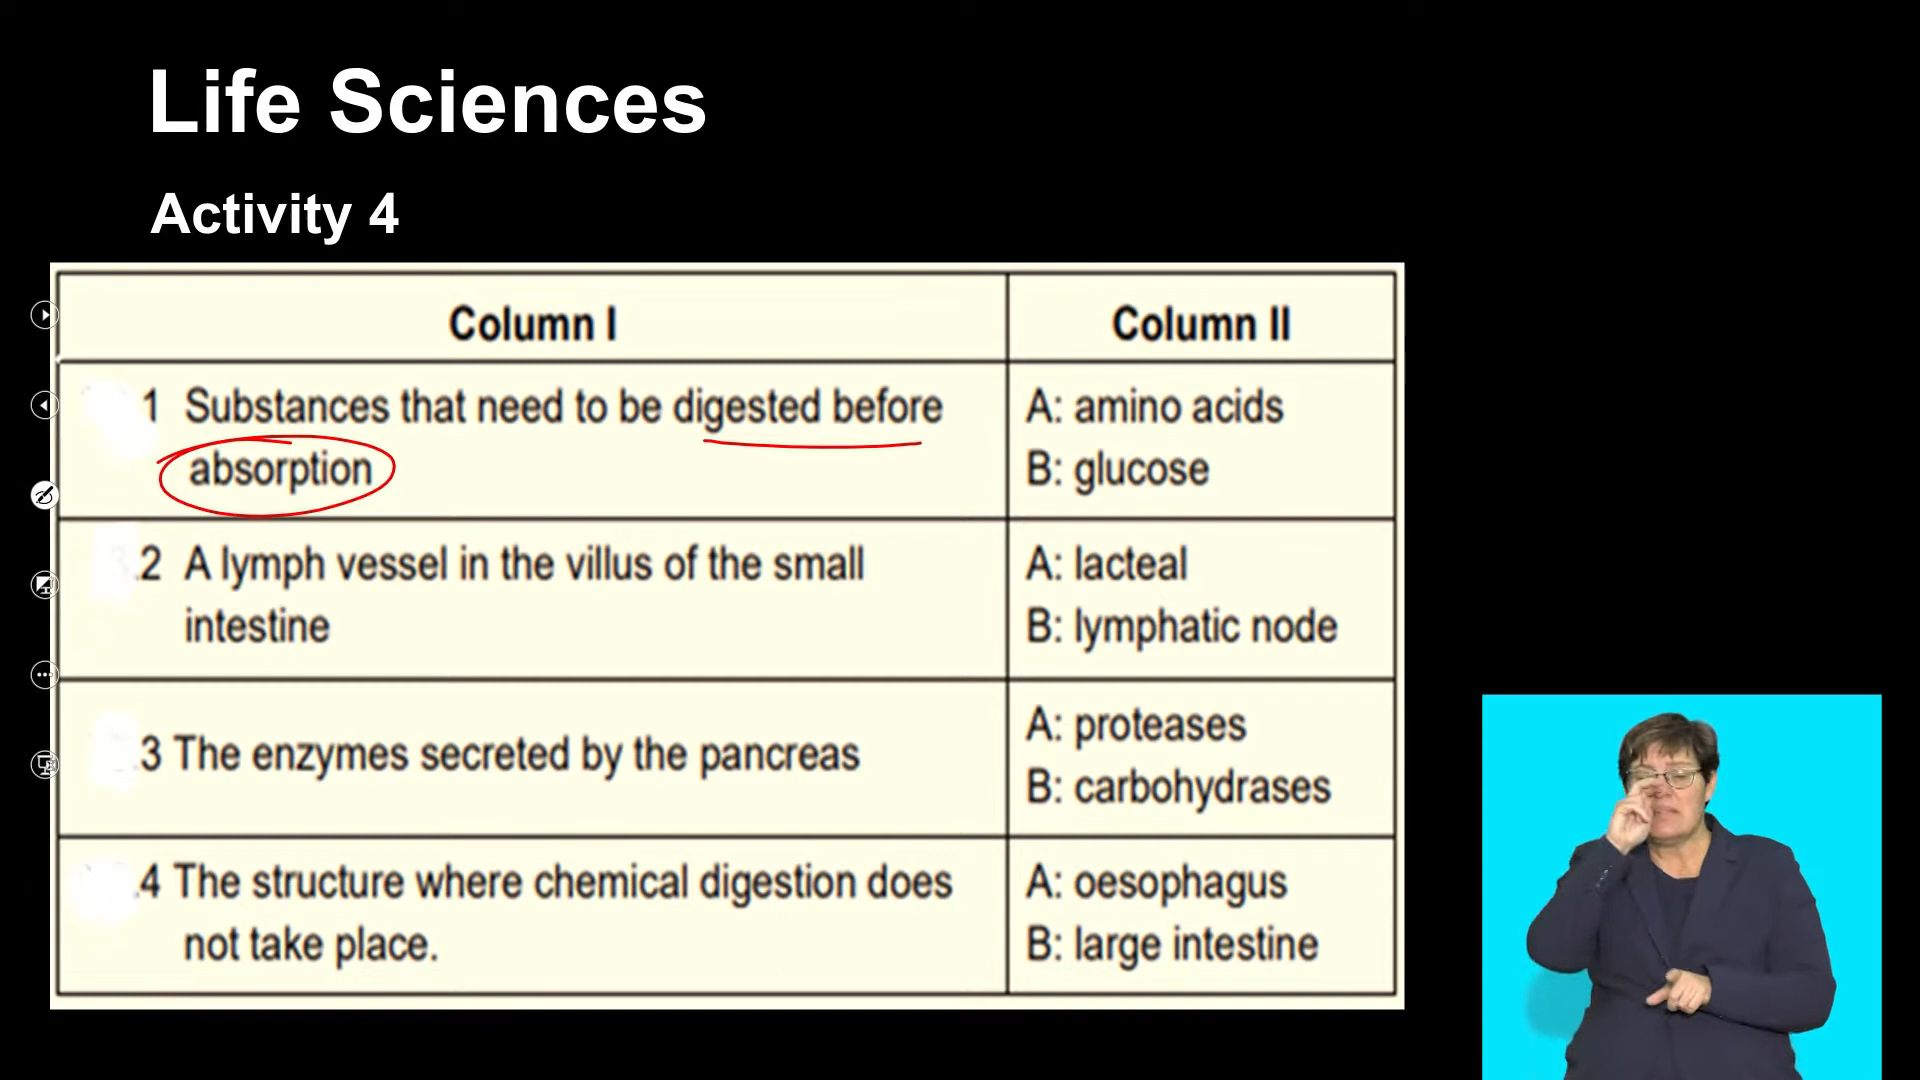 Life Sciences
Activity 4
Column I
Column II
1 Substances that need to be digested before
absorption
A: amino acids
B: glucose
.2 A lymph vessel in the villus of the small
intestine
A: lacteal
B: lymphatic node
.3 The enzymes secreted by the pancreas
A: proteases
B: carbohydrases
.4 The structure where chemical digestion does
not take place.
A: oesophagus
B: large intestine